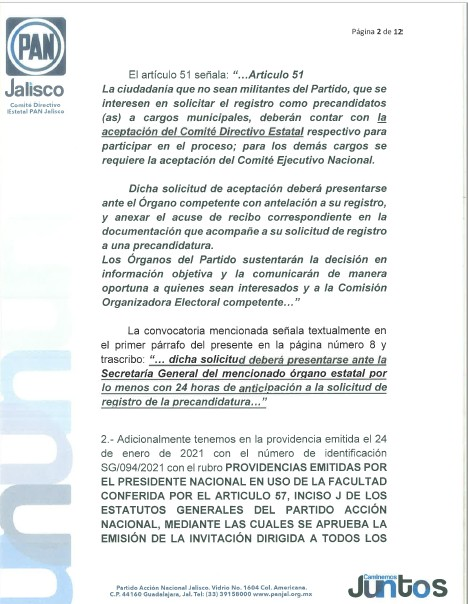 PAN
Jalisco
Comité Directivo
Estatal PAN Jalisco
Página 2 de 12
El artículo 51 señala: “…Artículo 51
La ciudadanía que no sean militantes del Partido, que se
interesen en solicitar el registro como precandidatos
(as) a cargos municipales, deberán contar con la
aceptación del Comité Directivo Estatal respectivo para
participar en el proceso; para los demás cargos se
requiere la aceptación del Comité Ejecutivo Nacional.
Dicha solicitud de aceptación deberá presentarse
ante el Órgano competente con antelación a su registro,
y anexar el acuse de recibo correspondiente en la
documentación que acompañe a su solicitud de registro
a una precandidatura.
Los Órganos del Partido sustentarán la decisión en
información objetiva y la comunicarán de manera
oportuna a quienes sean interesados y a la Comisión
Organizadora Electoral competente…”
La convocatoria mencionada señala textualmente en
el primer párrafo del presente en la página número 8 y
trascribo: “… dicha solicitud deberá presentarse ante la
Secretaría General del mencionado órgano estatal por
lo menos con 24 horas de anticipación a la solicitud de
registro de la precandidatura…”
2.- Adicionalmente tenemos en la providencia emitida el 24
de enero de 2021 con el número de identificación
SG/094/2021 con el rubro PROVIDENCIAS EMITIDAS POR
EL PRESIDENTE NACIONAL EN USO DE LA FACULTAD
CONFERIDA POR EL ARTICULO 57, INCISO J DE LOS
ESTATUTOS GENERALES DEL PARTIDO ACCIÓN
NACIONAL, MEDIANTE LAS CUALES SE APRUEBA LA
EMISIÓN DE LA INVITACIÓN DIRIGIDA A TODOS LOS
Partido Acción Nacional Jalisco. Vidrio No. 1604 Col. Americana.
C.P. 44160 Guadalajara, Jal. Tel: (33) 39158000 www.panjal.org.mx
Caminemos
Juntos